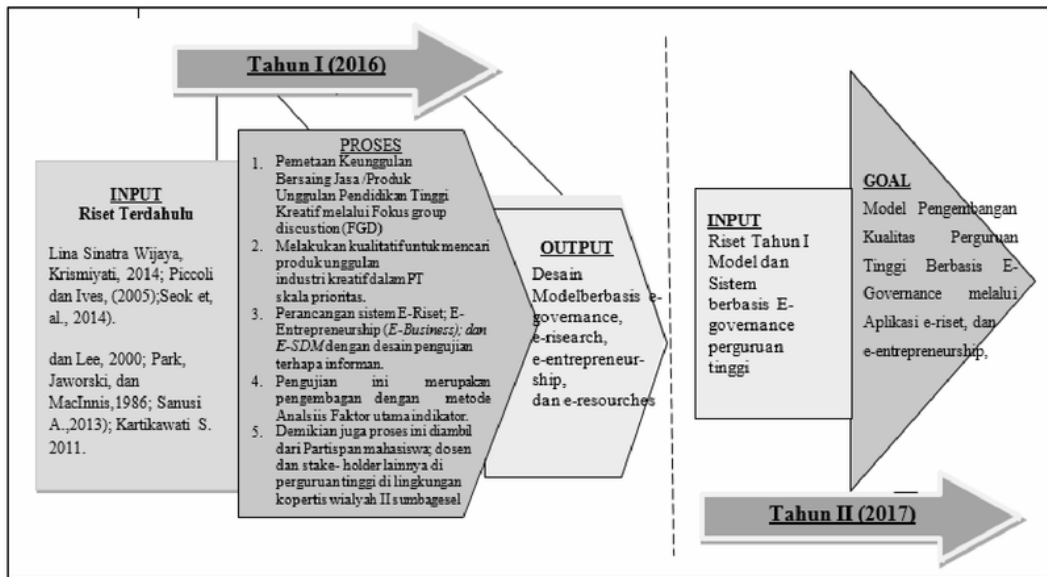 Tahun I (2016)
INPUT
Riset Terdahulu
Lina Sinatra Wijaya,
Krismiyati, 2014; Piccoli
dan Ives, (2005);Seok et,
al., 2014).
dan Lee, 2000; Park,
Jaworski, dan
MacInnis,1986; Sanusi
A.,2013); Kartikawati S.
2011.
PROSES
1. Pemetaan Keunggulan
Bersaing Jasa /Produk
Unggulan Pendidikan Tinggi
Kreatif melalui Fokus group
discustion (FGD)
2. Melakukan kualitatif untuk mencari
produk unggulan
industri kreatif dalam PT
skala prioritas.
3. Perancangan sistem E-Riset; E-
Entrepreneurship (E-Business); dan
E-SDM dengan desain pengujian
terhapa informan.
4. Pengujian ini merupakan
pengembagan dengan metode
Analsiis Faktor utama indikator.
5. Demikian juga proses ini diambil
dari Partispan mahasiswa; dosen
dan stake- holder lainnya di
perguruan tinggi di lingkungan
kopertis wialyah II sumbagesel
OUTPUT
Desain
Modelberbasis e-
governance,
e-risearch,
e-entrepreneur-
ship,
dan e-resourches
INPUT
Riset Tahun I
Model dan
Sistem
berbasis E-
governance
perguruan
tinggi
GOAL
Model Pengembangan
Kualitas Perguruan
Tinggi Berbasis E-
Governance melalui
Aplikasi e-riset, dan
e-entrepreneurship,
Tahun II (2017)